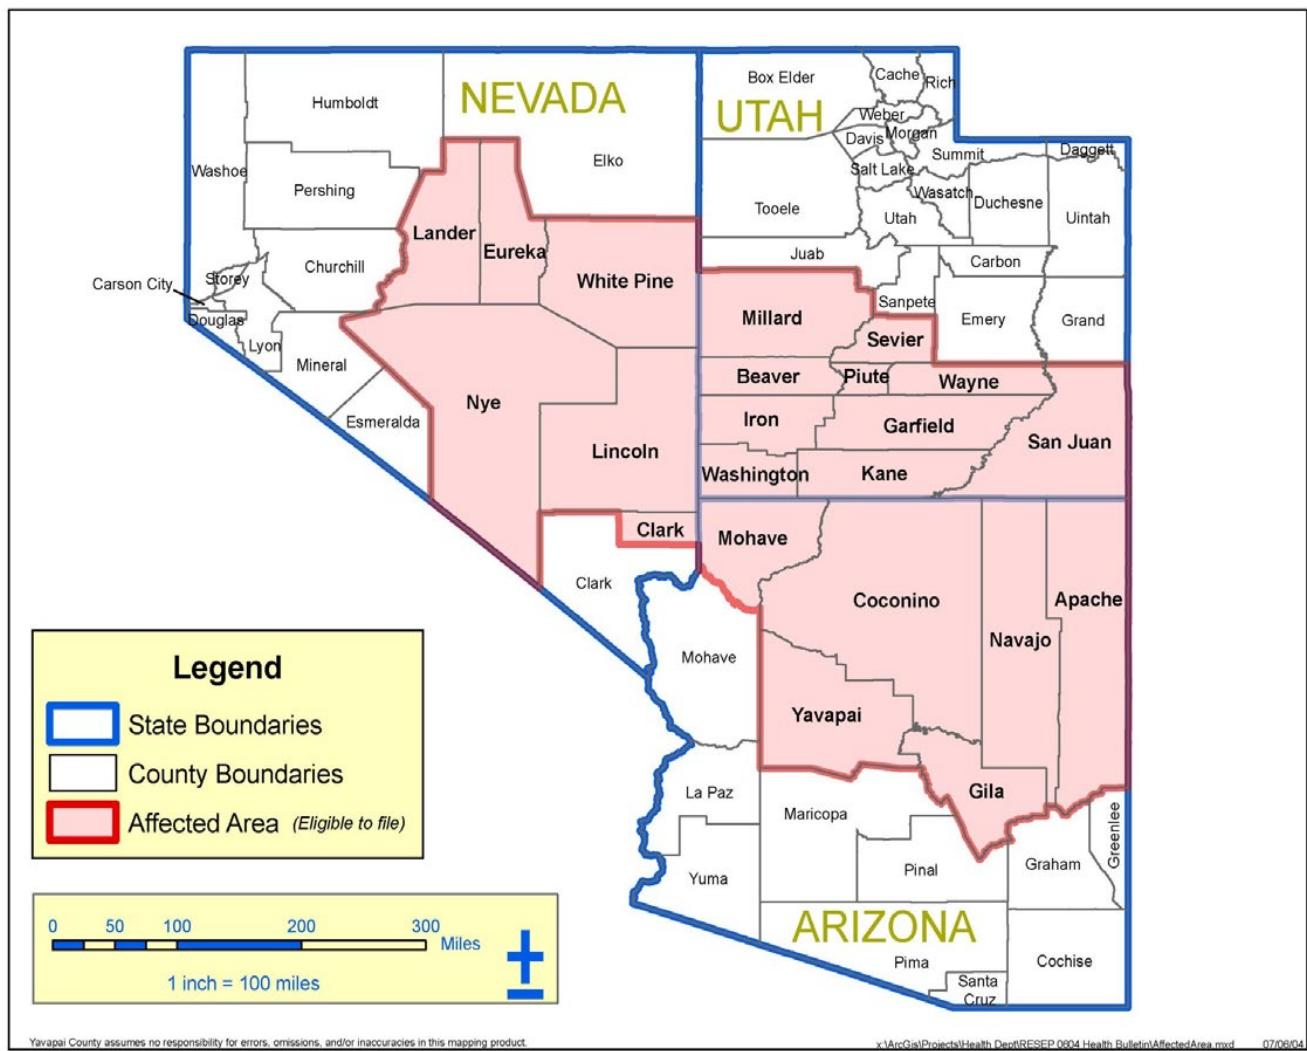 NEVADA
UTAH
Box Elder
Cache
Rich
Humboldt
Weber
Morgan
Davis
Elko
Summit
Daggett
Washoe
Salt Lake
Pershing
Wasatch
Duchesne
Tooele
Utah
Uintah
Lander
Eureka
Juab
Carbon
Churchill
White Pine
Storey
Carson City
Sanpete
Douglas
Millard
Emery
Grand
Sevier
Lyon
Mineral
Beaver
Piute
Wayne
Nye
Iron
Garfield
Esmeralda
San Juan
Lincoln
Washington
Kane
Clark
Mohave
Clark
Coconino
Apache
Navajo
Mohave
Yavapai
La Paz
Gila
Maricopa
Greenlee
Graham
Pinal
Yuma
ARIZONA
Pima
Cochise
Santa
Cruz
Legend
State Boundaries
County Boundaries
Affected Area (Eligible to file)
0 50 100 200 300
Miles
1 inch = 100 miles
Yavapai County assumes no responsibility for errors, omissions, and/or inaccuracies in this mapping product.
x:\ArcGis\Projects\Health Dept\RESEP 0604 Health Bulletin\AffectedArea.mxd 07/06/04